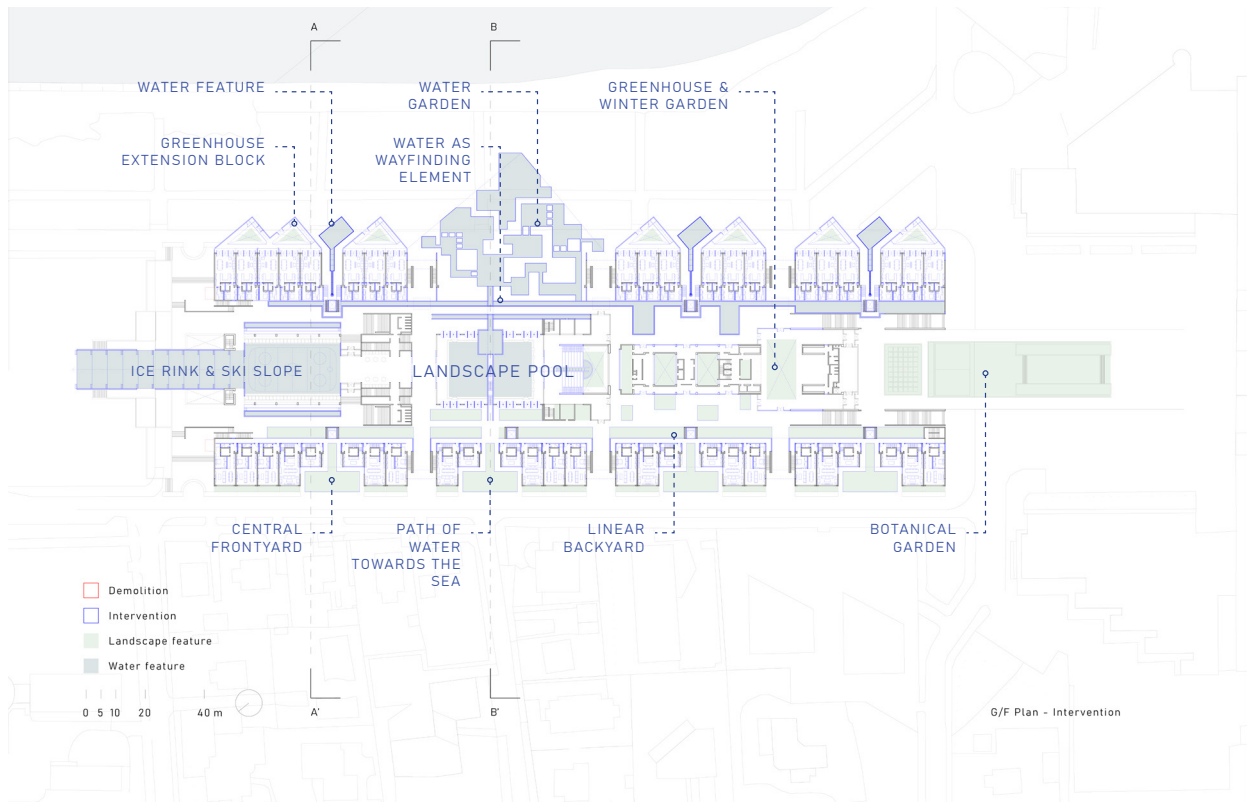 A
B
WATER FEATURE
WATER
GARDEN
GREENHOUSE &
WINTER GARDEN
GREENHOUSE
EXTENSION BLOCK
WATER AS
WAYFINDING
ELEMENT
ICE RINK & SKI SLOPE
LANDSCAPE POOL
CENTRAL
FRONTYARD
PATH OF
WATER
TOWARDS THE
SEA
LINEAR
BACKYARD
BOTANICAL
GARDEN
Demolition
Intervention
Landscape feature
Water feature
0 5 10 20 40 m
A'
B'
G/F Plan - Intervention